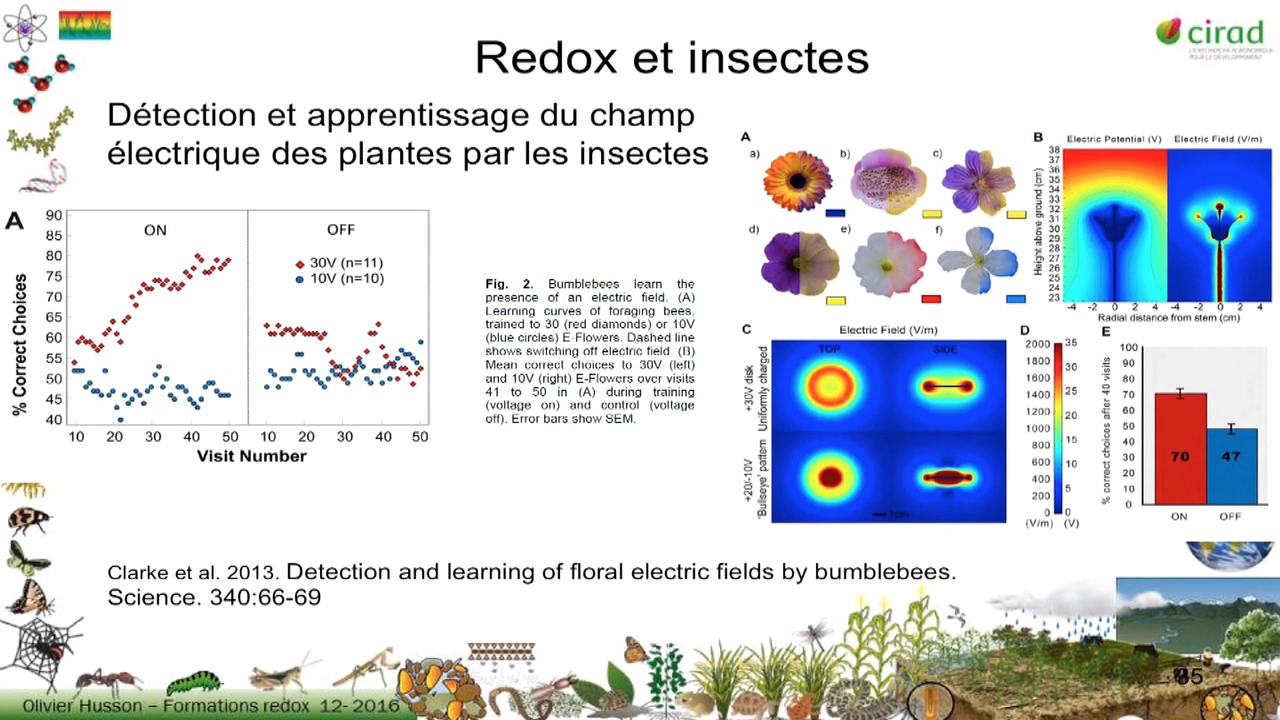 cirad
LA RECHERCHE AGRONOMIQUE
POUR LE DÉVELOPPEMENT
Redox et insectes
Détection et apprentissage du champ
électrique des plantes par les insectes
A
ON
OFF
30V (n=11)
10V (n=10)
90
85
80
75
70
65
60
55
50
45
40
% Correct Choices
10 20 30 40 50 10 20 30 40 50
Visit Number
Fig. 2. Bumblebees learn the
presence of an electric field. (A)
Learning curves of foraging bees,
trained to 30 (red diamonds) or 10V
(blue circles) E-Flowers. Dashed line
shows switching off electric field. (B)
Mean correct choices to 30V (left)
and 10V (right) E-Flowers over visits
41 to 50 in (A) during training
(voltage on) and control (voltage
off). Error bars show SEM.
A
a) b) c)
d) e) f)
B
Electric Potential (V) Electric Field (V/m)
Height above ground (cm)
38
37
36
35
34
33
32
31
30
29
28
27
26
25
24
23
-4 -2 0 2 4 -4 -2 0 2 4
Radial distance from stem (cm)
C
Electric Field (V/m)
TOP SIDE
+30V disk
Uniformly charged
+20/-10V
'Bullseye' pattern
1cm
D
2000
1800
1600
1400
1200
1000
800
600
400
200
0
(V/m)
35
30
25
20
15
10
5
0
(V)
E
% correct choices after 40 visits
100
90
80
70
60
50
40
30
20
10
0
70 47
ON OFF
Clarke et al. 2013. Detection and learning of floral electric fields by bumblebees.
Science. 340:66-69
Olivier Husson – Formations redox 12- 2016